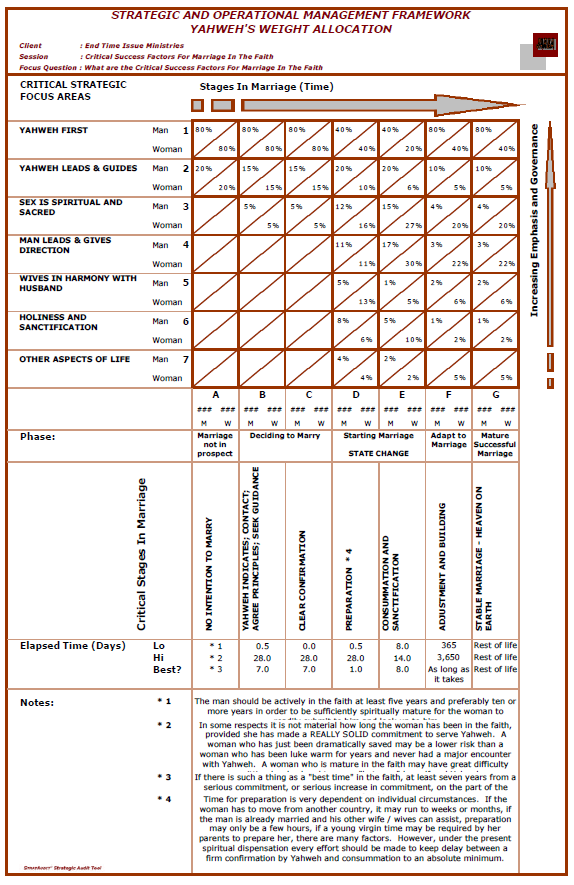 STRATEGIC AND OPERATIONAL MANAGEMENT FRAMEWORK
YAHWEH'S WEIGHT ALLOCATION
Client : End Time Issue Ministries
Session : Critical Success Factors For Marriage In The Faith
Focus Question : What are the Critical Success Factors For Marriage In The Faith
CRITICAL STRATEGIC
FOCUS AREAS
Stages In Marriage (Time)
YAHWEH FIRST Man 1 80% 80% 80% 40% 40% 80% 80%
Woman 80% 80% 80% 40% 20% 40% 40%
YAHWEH LEADS & GUIDES Man 2 20% 15% 15% 20% 20% 10% 10%
Woman 20% 15% 15% 10% 6% 5% 5%
SEX IS SPIRITUAL AND
SACRED
Man 3 5% 5% 12% 15% 4% 4%
Woman 5% 5% 16% 27% 20% 20%
MAN LEADS & GIVES
DIRECTION
Man 4 11% 17% 3% 3%
Woman 11% 30% 22% 22%
WIVES IN HARMONY WITH
HUSBAND
Man 5 5% 1% 2% 2%
Woman 13% 5% 6% 6%
HOLINESS AND
SANCTIFICATION
Man 6 8% 5% 1% 1%
Woman 6% 10% 2% 2%
OTHER ASPECTS OF LIFE Man 7 4% 2%
Woman 4% 2% 5% 5%
Increasing Emphasis and Governance
A B C D E F G
### ### ### ### ### ### ### ### ### ### ### ### ### ###
M W M W M W M W M W M W M W
Phase:
Marriage
not in
prospect
Deciding to Marry
Starting Marriage
STATE CHANGE
Adapt to
Marriage
Mature
Successful
Marriage
Critical Stages In Marriage
NO INTENTION TO MARRY
YAHWEH INDICATES; CONTACT;
AGREE PRINCIPLES; SEEK GUIDANCE
CLEAR CONFIRMATION
PREPARATION * 4
CONSUMMATION AND
SANCTIFICATION
ADJUSTMENT AND BUILDING
STABLE MARRIAGE - HEAVEN ON
EARTH
Elapsed Time (Days) Lo * 1 0.5 0.0 0.5 8.0 365 Rest of life
Hi * 2 28.0 28.0 28.0 14.0 3,650 Rest of life
Best? * 3 7.0 7.0 1.0 8.0 As long as Rest of life
it takes
Notes: * 1 The man should be actively in the faith at least five years and preferably ten or
more years in order to be sufficiently spiritually mature for the woman to
* 2 In some respects it is not material how long the woman has been in the faith,
provided she has made a REALLY SOLID commitment to serve Yahweh. A
woman who has just been dramatically saved may be a lower risk than a
woman who has been luke warm for years and never had a major encounter
with Yahweh. A woman who is mature in the faith may have great difficulty
* 3 If there is such a thing as a "best time" in the faith, at least seven years from a
serious commitment, or serious increase in commitment, on the part of the
* 4 Time for preparation is very dependent on individual circumstances. If the
woman has to move from another country, it may run to weeks or months, if
the man is already married and his other wife / wives can assist, preparation
may only be a few hours, if a young virgin time may be required by her
parents to prepare her, there are many factors. However, under the present
spiritual dispensation every effort should be made to keep delay between a
firm confirmation by Yahweh and consummation to an absolute minimum.
Strategic Audit Tool